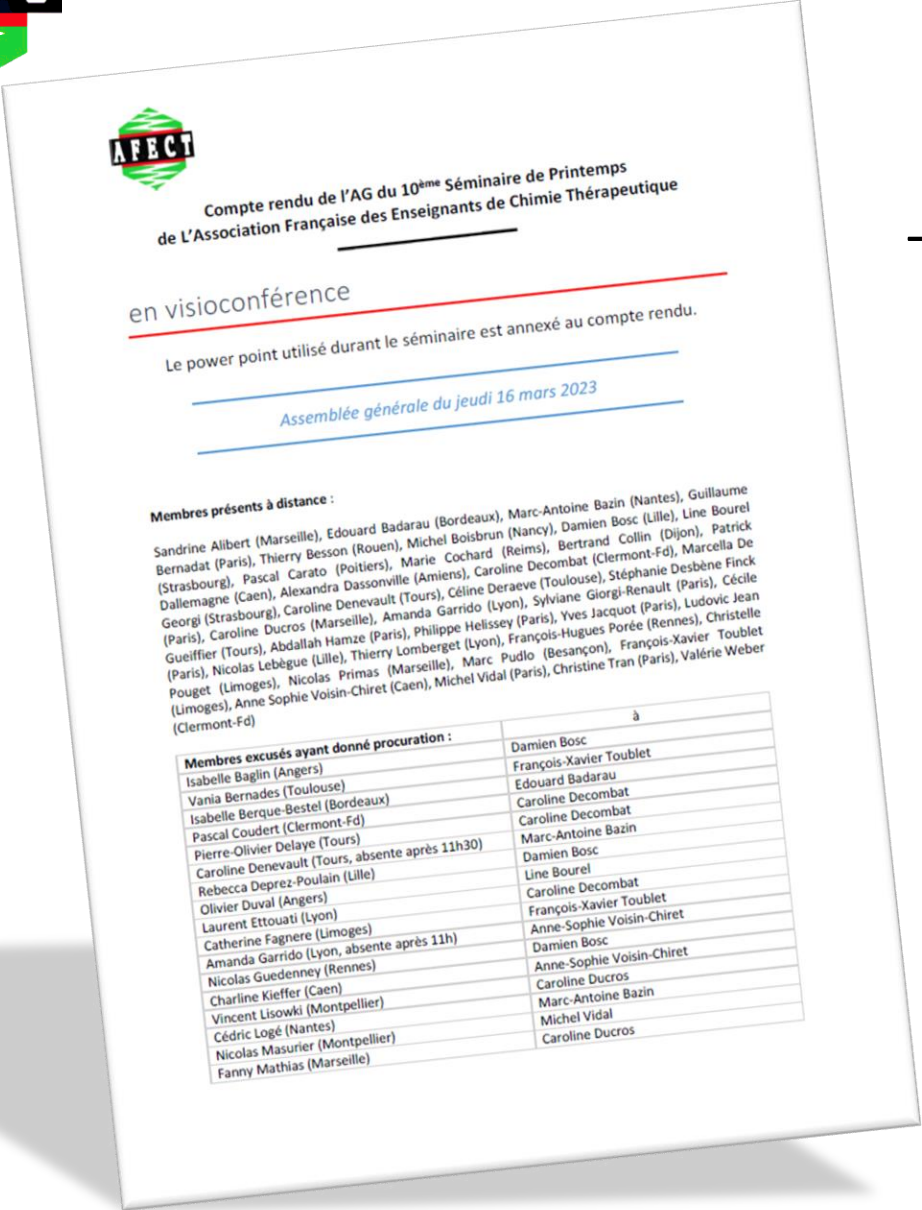 AFECT
Compte rendu de l'AG du 10ème Séminaire de Printemps
de L'Association Française des Enseignants de Chimie Thérapeutique
en visioconférence
Le power point utilisé durant le séminaire est annexé au compte rendu.
Assemblée générale du jeudi 16 mars 2023
Membres présents à distance :
Sandrine Alibert (Marseille), Edouard Badarau (Bordeaux), Marc-Antoine Bazin (Nantes), Guillaume
Bernadat (Paris), Thierry Besson (Rouen), Michel Boisbrun (Nancy), Damien Bosc (Lille), Line Bourel
(Strasbourg), Pascal Carato (Poitiers), Marie Cochard (Reims), Bertrand Collin (Dijon), Patrick
Dallemagne (Caen), Alexandra Dassonville (Amiens), Caroline Decombat (Clermont-Fd), Marcella De
Georgi (Strasbourg), Caroline Denevault (Tours), Céline Deraeve (Toulouse), Stéphanie Desbène Finck
(Paris), Caroline Ducros (Marseille), Amanda Garrido (Lyon), Sylviane Giorgi-Renault (Paris), Cécile
Gueiffier (Tours), Abdallah Hamze (Paris), Philippe Helissey (Paris), Yves Jacquot (Paris), Ludovic Jean
(Paris), Nicolas Lebègue (Lille), Thierry Lomberget (Lyon), François-Hugues Porée (Rennes), Christelle
Pouget (Limoges), Nicolas Primas (Marseille), Marc Pudlo (Besançon), François-Xavier Toublet
(Limoges), Anne Sophie Voisin-Chiret (Caen), Michel Vidal (Paris), Christine Tran (Paris), Valérie Weber
(Clermont-Fd)
Membres excusés ayant donné procuration : à
Isabelle Baglin (Angers) Damien Bosc
Vania Bernades (Toulouse) François-Xavier Toublet
Isabelle Berque-Bestel (Bordeaux) Edouard Badarau
Pascal Coudert (Clermont-Fd) Caroline Decombat
Pierre-Olivier Delaye (Tours) Caroline Decombat
Caroline Denevault (Tours, absente après 11h30) Marc-Antoine Bazin
Rebecca Deprez-Poulain (Lille) Damien Bosc
Olivier Duval (Angers) Line Bourel
Laurent Ettouati (Lyon) Caroline Decombat
Catherine Fagnere (Limoges) François-Xavier Toublet
Amanda Garrido (Lyon, absente après 11h) Anne-Sophie Voisin-Chiret
Nicolas Guedenney (Rennes) Damien Bosc
Charline Kieffer (Caen) Anne-Sophie Voisin-Chiret
Vincent Lisowki (Montpellier) Caroline Ducros
Cédric Logé (Nantes) Marc-Antoine Bazin
Nicolas Masurier (Montpellier) Michel Vidal
Fanny Mathias (Marseille) Caroline Ducros